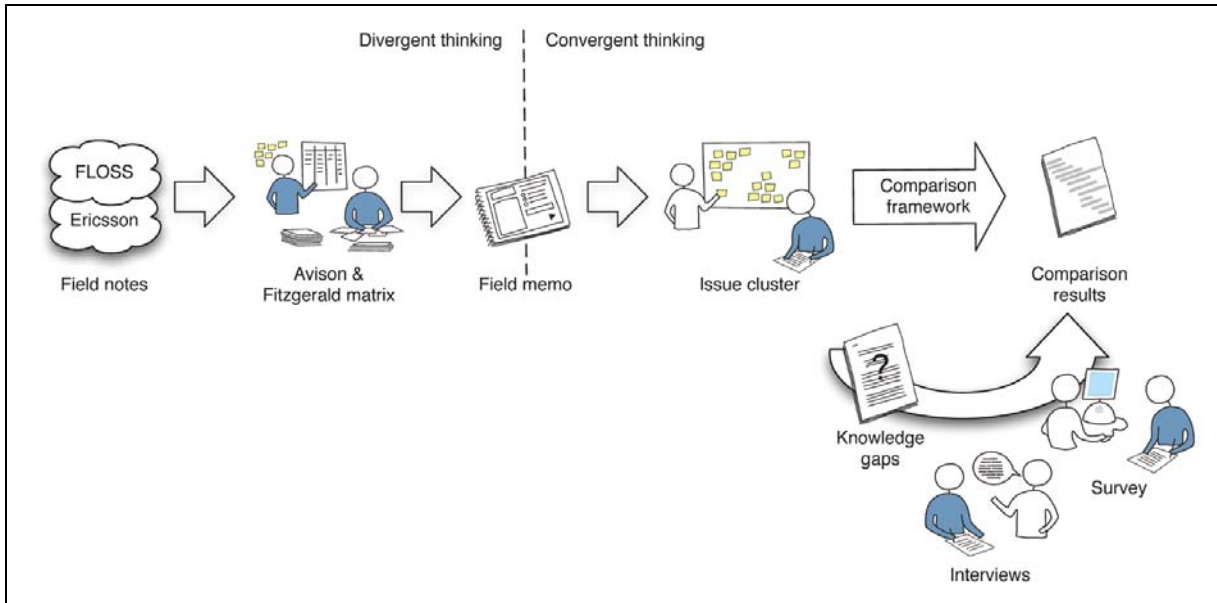 Divergent thinking
Convergent thinking
FLOSS
Ericsson
Field notes
Avison &
Fitzgerald matrix
Field memo
Issue cluster
Comparison
framework
Comparison
results
?
Knowledge
gaps
Survey
Interviews